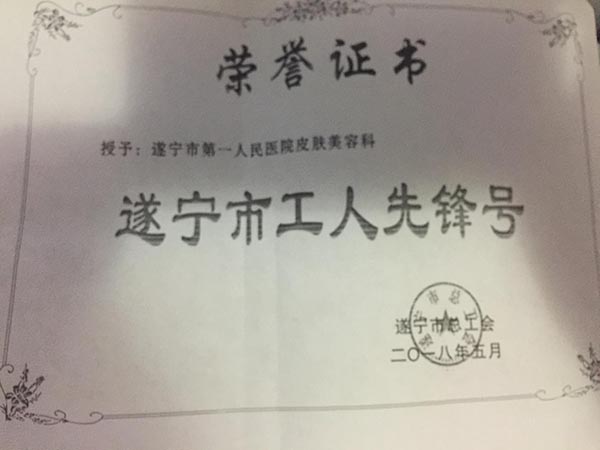 荣誉证书
授予：遂宁市第一人民医院皮肤美容科
遂宁市工人先锋号
遂宁市总工会
二〇一八年五月